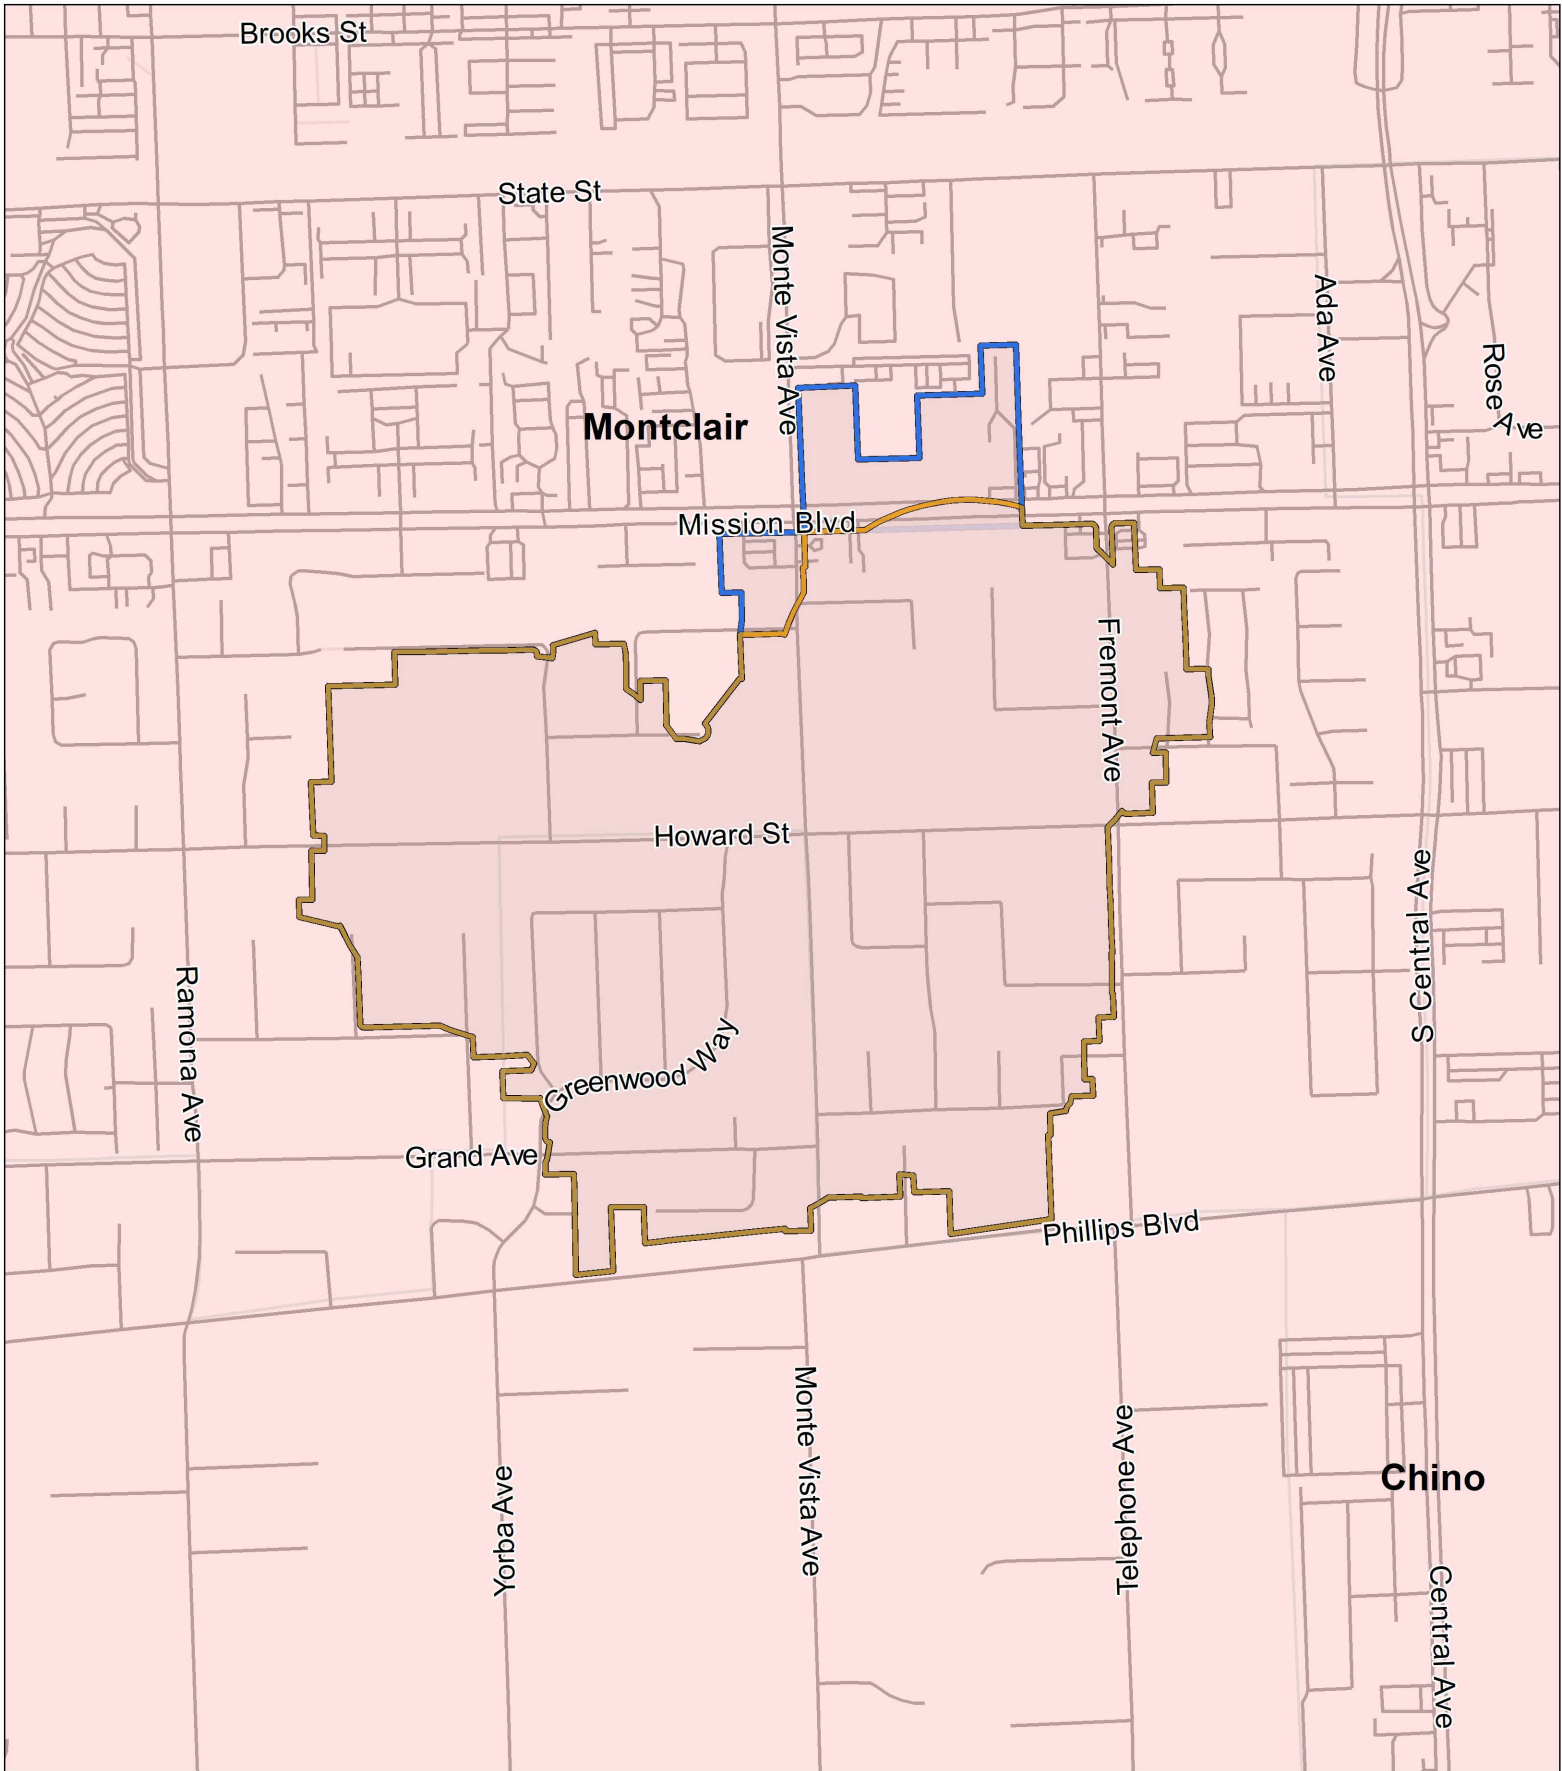 Brooks St
State St
Monte Vista Ave
Ada Ave
Rose Ave
Montclair
Mission Blvd
Fremont Ave
Howard St
S Central Ave
Ramona Ave
Greenwood Way
Grand Ave
Phillips Blvd
Monte Vista Ave
Telephone Ave
Yorba Ave
Chino
Central Ave